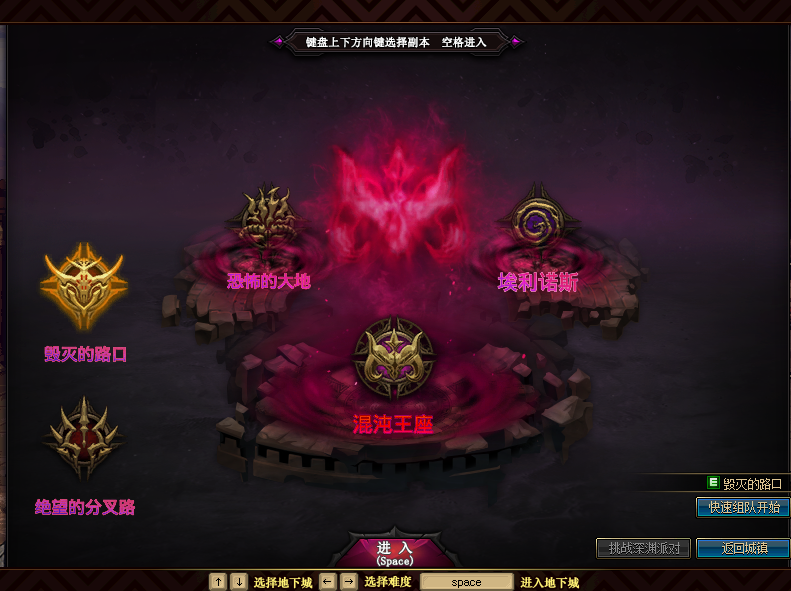 键盘上下方向键选择副本 空格进入
恐怖的大地
埃利诺斯
毁灭的路口
混沌王座
绝望的分叉路
E 毁灭的路口
快速组队开始
挑战深渊派对
返回城镇
进 入
(Space)
↑ ↓ 选择地下城 ← → 选择难度 space 进入地下城